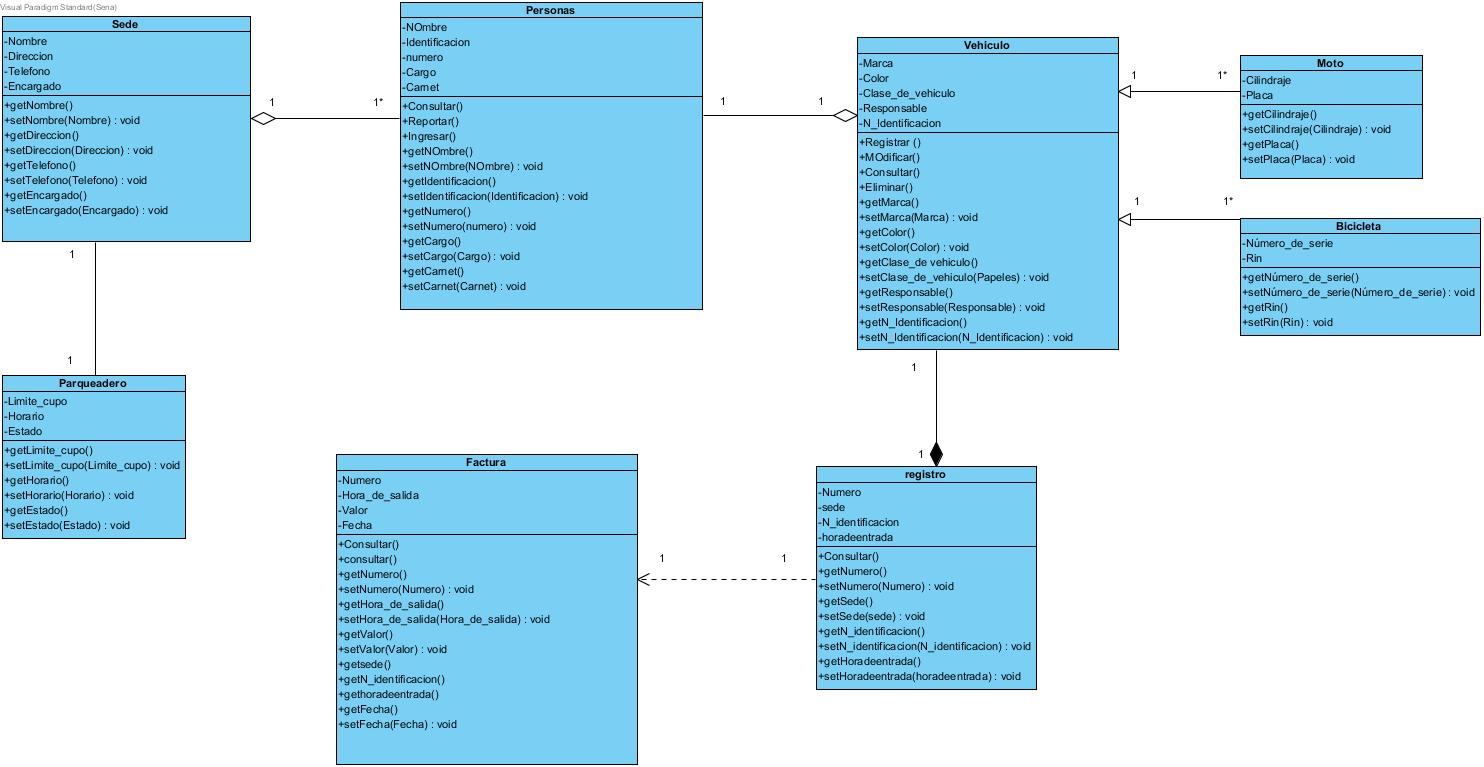 Visual Paradigm Standard(Sena)
Sede
-Nombre
-Direccion
-Telefono
-Encargado
+getNombre()
+setNombre(Nombre) : void
+getDireccion()
+setDireccion(Direccion) : void
+getTelefono()
+setTelefono(Telefono) : void
+getEncargado()
+setEncargado(Encargado) : void
1
1*
Personas
-NOmbre
-Identificacion
-numero
-Cargo
-Carnet
+Consultar()
+Reportar()
+Ingresar()
+getNOmbre()
+setNOmbre(NOmbre) : void
+getIdentificacion()
+setIdentificacion(Identificacion) : void
+getNumero()
+setNumero(numero) : void
+getCargo()
+setCargo(Cargo) : void
+getCarnet()
+setCarnet(Carnet) : void
1
1
Vehiculo
-Marca
-Color
-Clase_de_vehiculo
-Responsable
-N_Identificacion
+Registrar ()
+MOdificar()
+Consultar()
+Eliminar()
+getMarca()
+setMarca(Marca) : void
+getColor()
+setColor(Color) : void
+getClase_de vehiculo()
+setClase_de_vehiculo(Papeles) : void
+getResponsable()
+setResponsable(Responsable) : void
+getN_Identificacion()
+setN_Identificacion(N_Identificacion) : void
1
1*
Moto
-Cilindraje
-Placa
+getCilindraje()
+setCilindraje(Cilindraje) : void
+getPlaca()
+setPlaca(Placa) : void
1
1*
Bicicleta
-Número_de_serie
-Rin
+getNúmero_de_serie()
+setNúmero_de_serie(Número_de_serie) : void
+getRin()
+setRin(Rin) : void
1
1
Parqueadero
-Limite_cupo
-Horario
-Estado
+getLimite_cupo()
+setLimite_cupo(Limite_cupo) : void
+getHorario()
+setHorario(Horario) : void
+getEstado()
+setEstado(Estado) : void
Factura
-Numero
-Hora_de_salida
-Valor
-Fecha
+Consultar()
+consultar()
+getNumero()
+setNumero(Numero) : void
+getHora_de_salida()
+setHora_de_salida(Hora_de_salida) : void
+getValor()
+setValor(Valor) : void
+getsede()
+getN_identificacion()
+gethoradeentrada()
+getFecha()
+setFecha(Fecha) : void
1
1
1
1
registro
-Numero
-sede
-N_identificacion
-horadeentrada
+Consultar()
+getNumero()
+setNumero(Numero) : void
+getSede()
+setSede(sede) : void
+getN_identificacion()
+setN_identificacion(N_identificacion) : void
+getHoradeentrada()
+setHoradeentrada(horadeentrada) : void